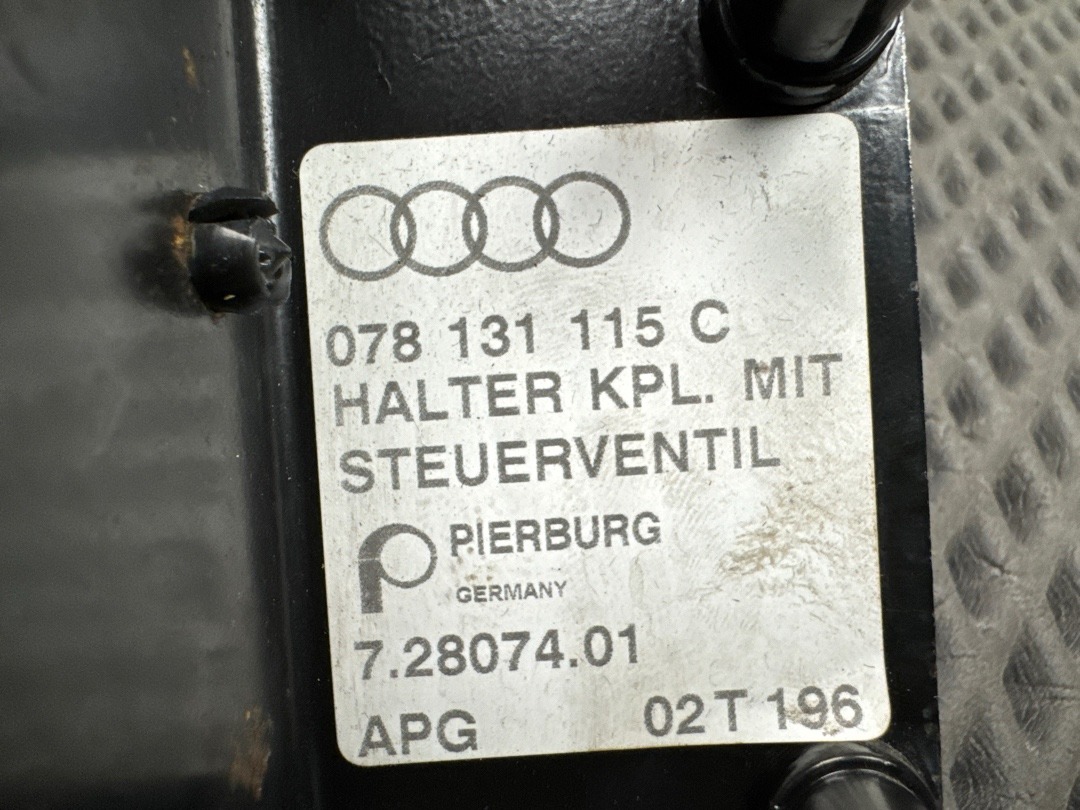 078 131 115 C
HALTER KPL. MIT
STEUERVENTIL
PIERBURG
GERMANY
7.28074.01
APG 02 T 196